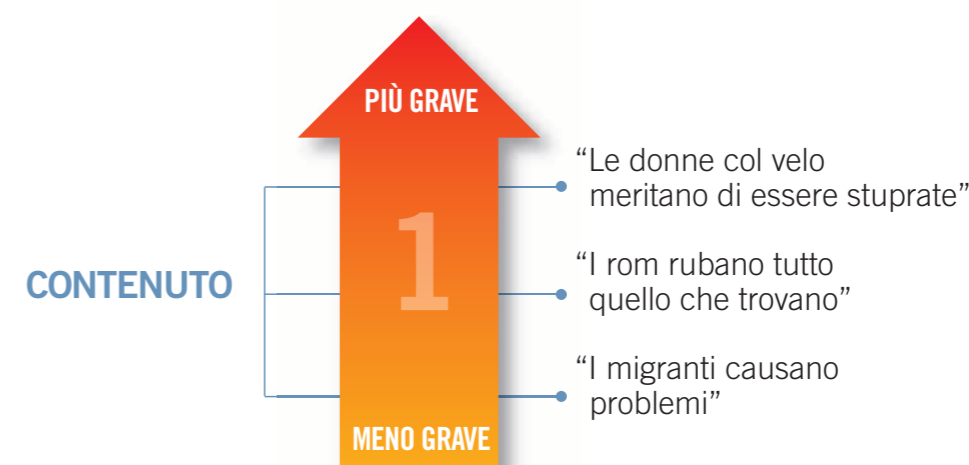 PIÙ GRAVE
“Le donne col velo
meritano di essere stuprate”
1
CONTENUTO
“I rom rubano tutto
quello che trovano”
“I migranti causano
problemi”
MENO GRAVE